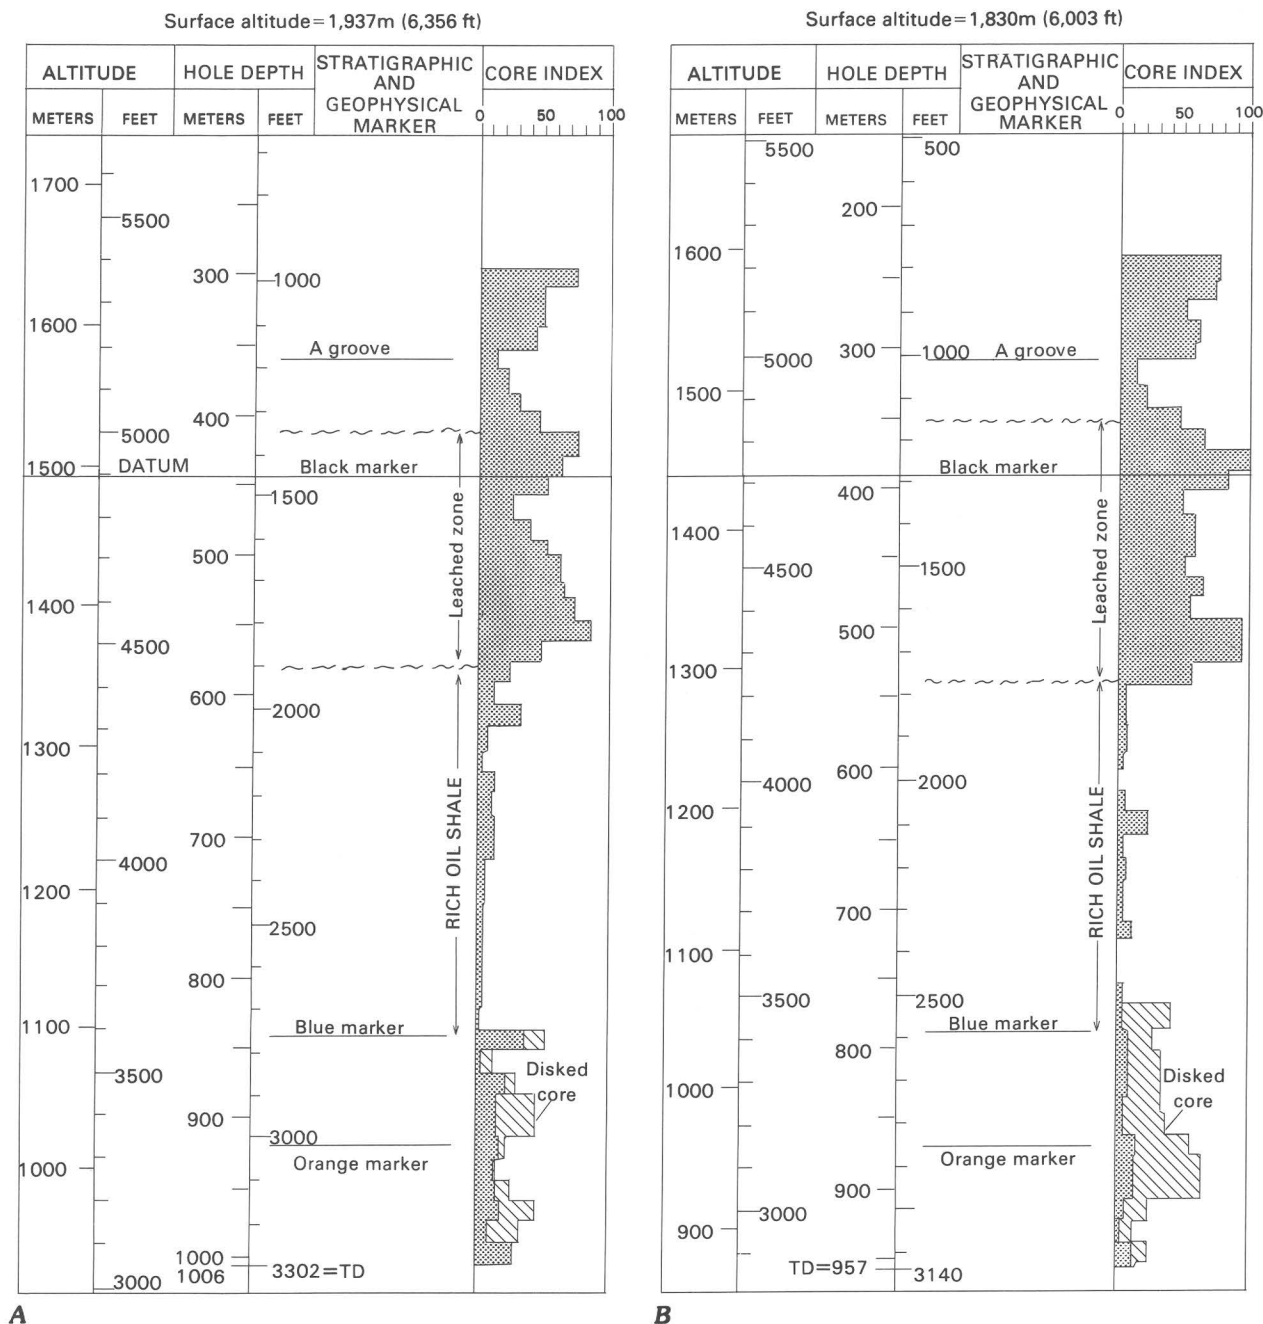 Surface altitude=1,937m (6,356 ft)
ALTITUDE
HOLE DEPTH
STRATIGRAPHIC
AND
GEOPHYSICAL
MARKER
CORE INDEX
METERS
FEET
METERS
FEET
0
50
100
1700
5500
300
1000
1600
A groove
400
5000
1500
DATUM
Black marker
1500
500
Leached zone
1400
4500
600
2000
1300
RICH OIL SHALE
700
4000
1200
2500
800
1100
Blue marker
3500
Disked
core
900
3000
1000
Orange marker
1000
1006
3302=TD
3000
A
Surface altitude=1,830m (6,003 ft)
ALTITUDE
HOLE DEPTH
STRATIGRAPHIC
AND
GEOPHYSICAL
MARKER
CORE INDEX
METERS
FEET
METERS
FEET
0
50
100
5500
500
200
1600
300
1000
A groove
5000
1500
Black marker
400
1400
Leached zone
4500
1500
500
1300
600
2000
4000
1200
RICH OIL SHALE
700
1100
3500
2500
Blue marker
800
1000
Disked
core
Orange marker
900
3000
900
TD=957
3140
B